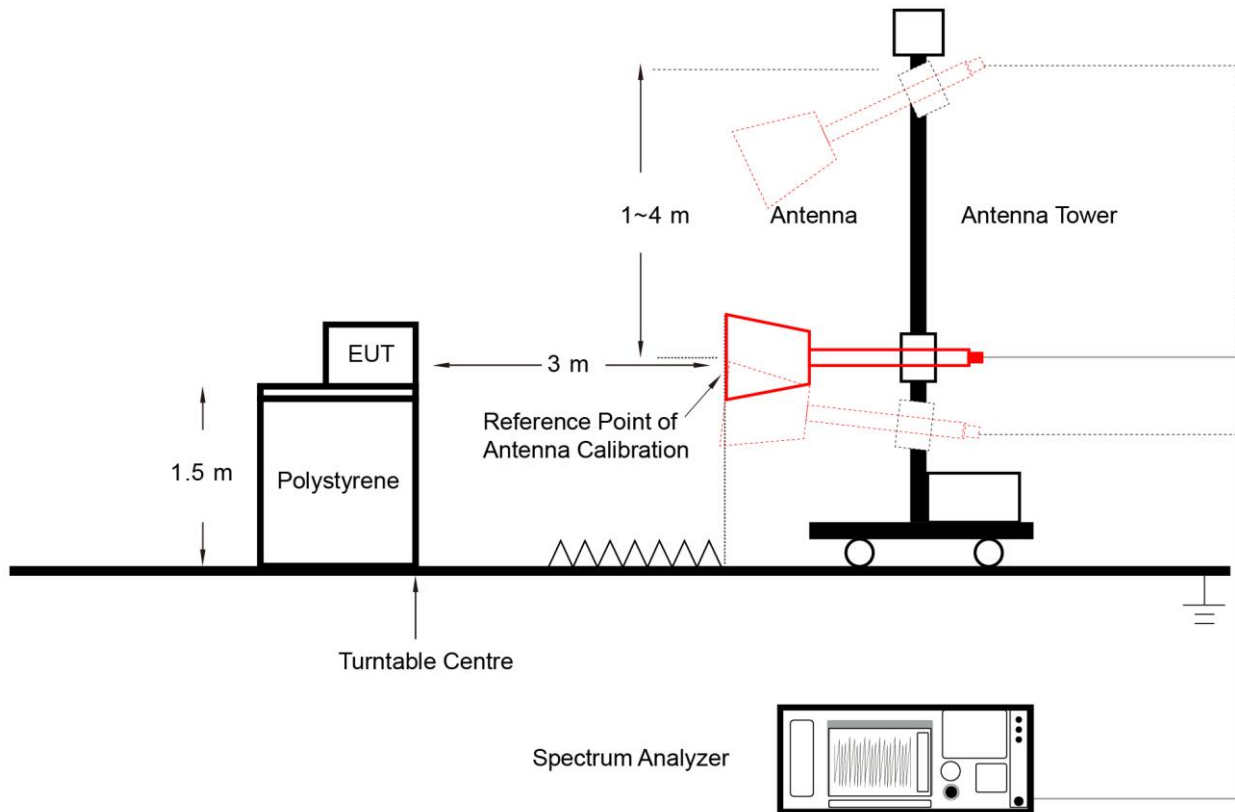 1~4 m
Antenna
Antenna Tower
EUT
3 m
Reference Point of
Antenna Calibration
1.5 m
Polystyrene
Turntable Centre
Spectrum Analyzer